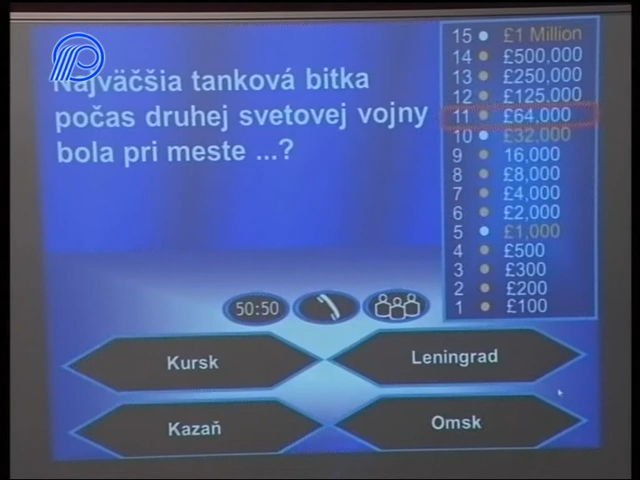 Najväčšia tanková bitka
počas druhej svetovej vojny
bola pri meste ...?
15 £1 Million
14 £500,000
13 £250,000
12 £125,000
11 £64,000
10 £32,000
9 16,000
8 £8,000
7 £4,000
6 £2,000
5 £1,000
4 £500
3 £300
2 £200
1 £100
50:50
Kursk
Leningrad
Kazaň
Omsk